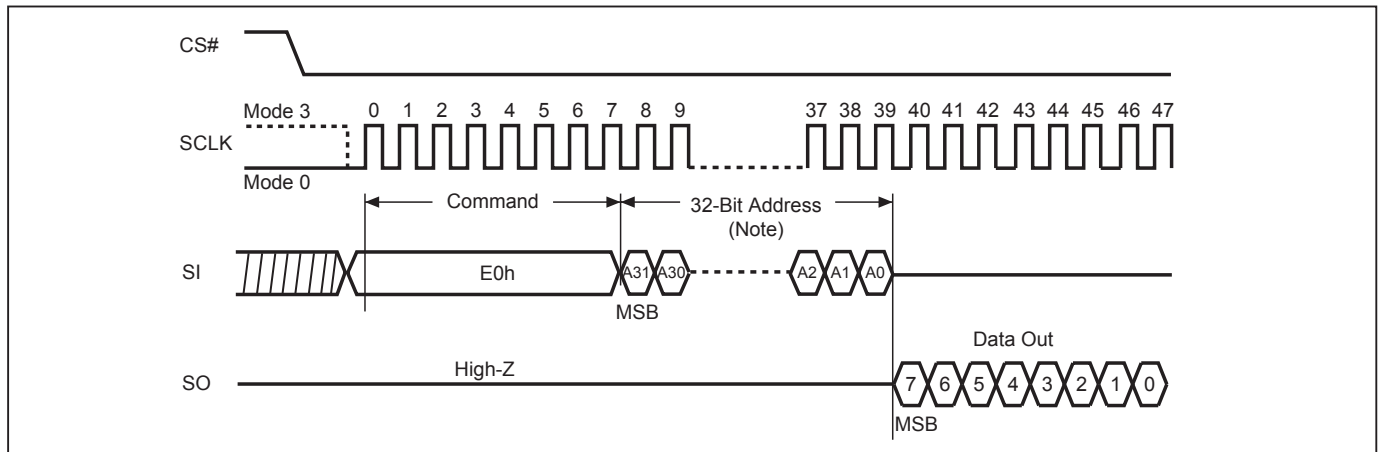 CS#
Mode 3
0 1 2 3 4 5 6 7 8 9 37 38 39 40 41 42 43 44 45 46 47
SCLK
Mode 0
Command
32-Bit Address
(Note)
SI
E0h
A31 A30 A2 A1 A0
MSB
Data Out
High-Z
SO
7 6 5 4 3 2 1 0
MSB